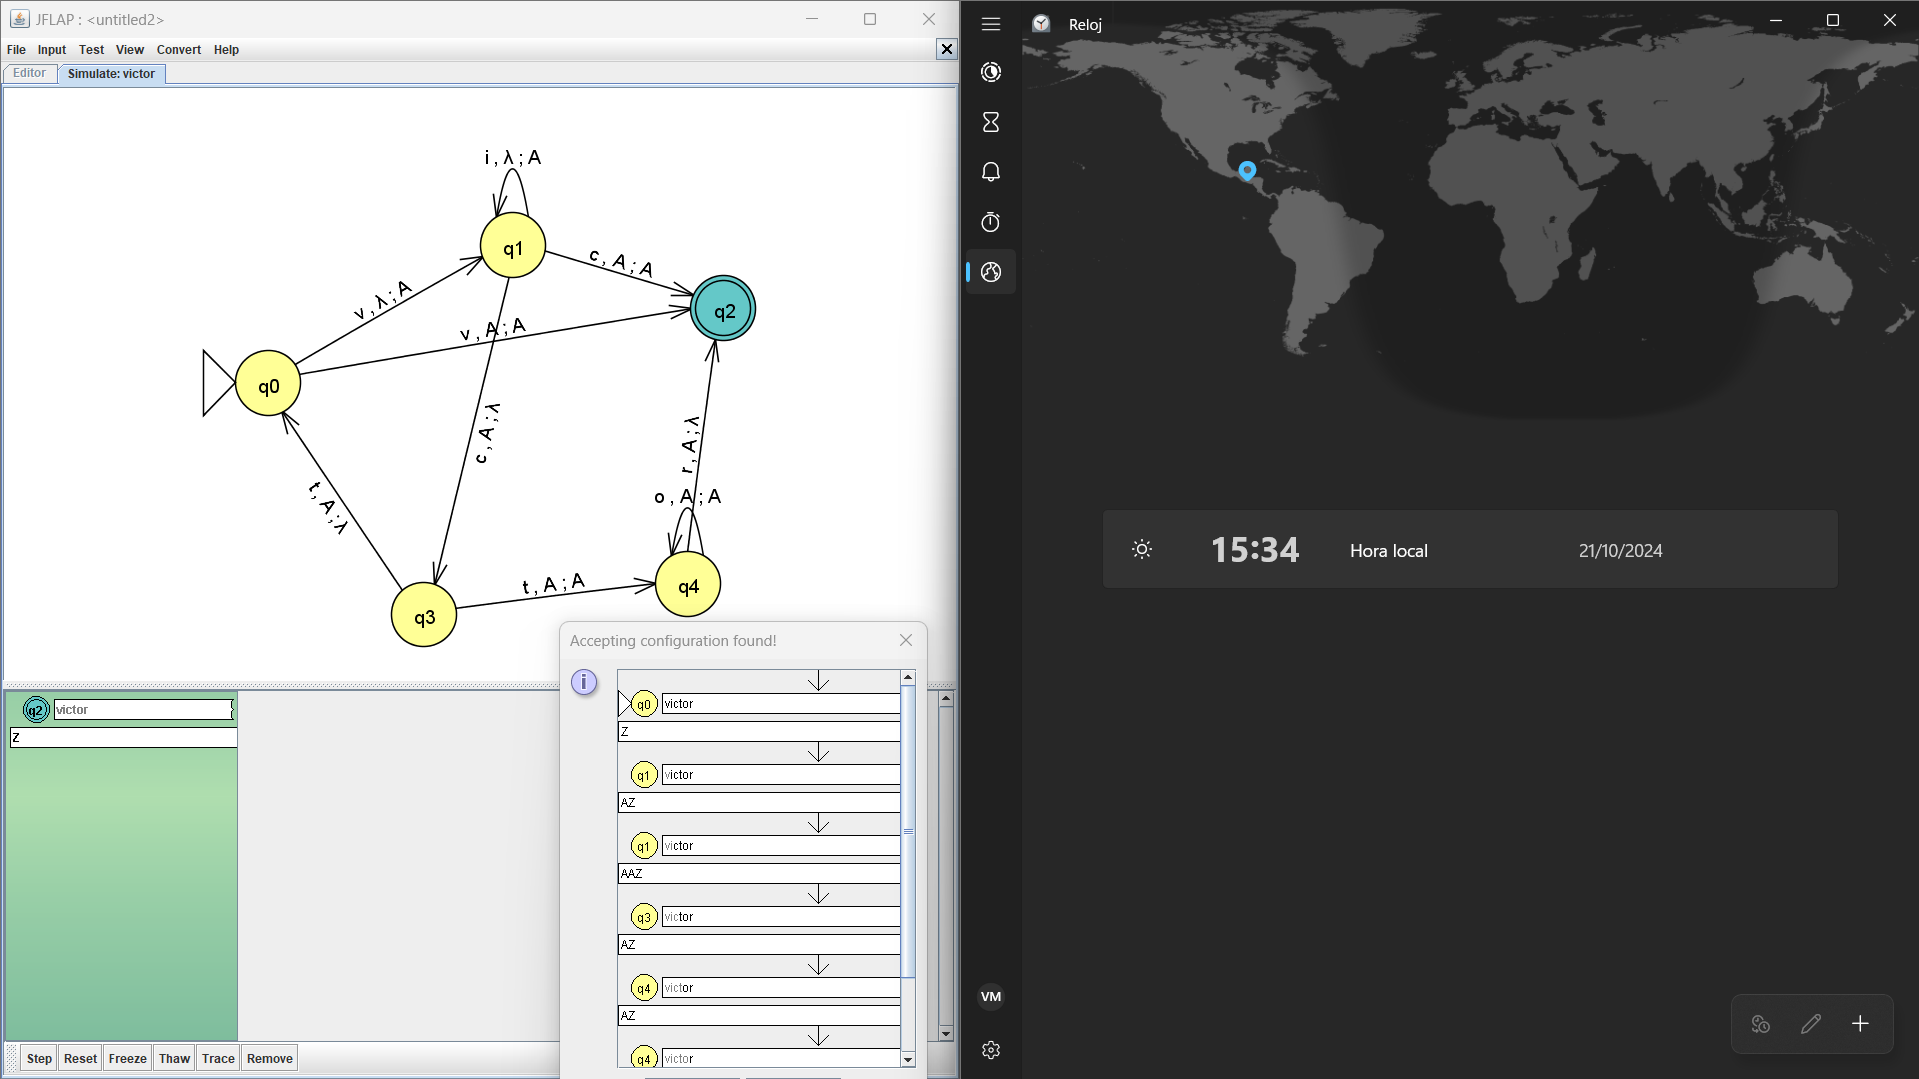 JFLAP : <untitled2>
File Input Test View Convert Help
Editor
Simulate: victor
i , λ ; A
q1
c , A ; A
v , λ ; A
q2
v , A ; A
q0
c , A ; λ
r , A ; λ
t , A ; λ
o , A ; A
t , A ; A
q4
q3
Accepting configuration found!
q0 victor
Z
q1 victor
AZ
q1 victor
AAZ
q3 victor
AZ
q4 victor
AZ
q4 victor
q2 victor
Z
Step Reset Freeze Thaw Trace Remove
Reloj
15:34 Hora local 21/10/2024
VM